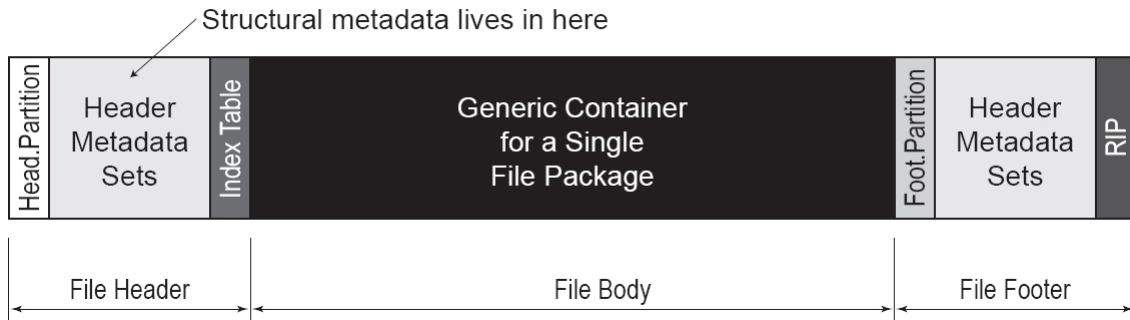 Structural metadata lives in here
Head.Partition
Header
Metadata
Sets
Index Table
Generic Container
for a Single
File Package
Foot.Partition
Header
Metadata
Sets
RIP
File Header
File Body
File Footer